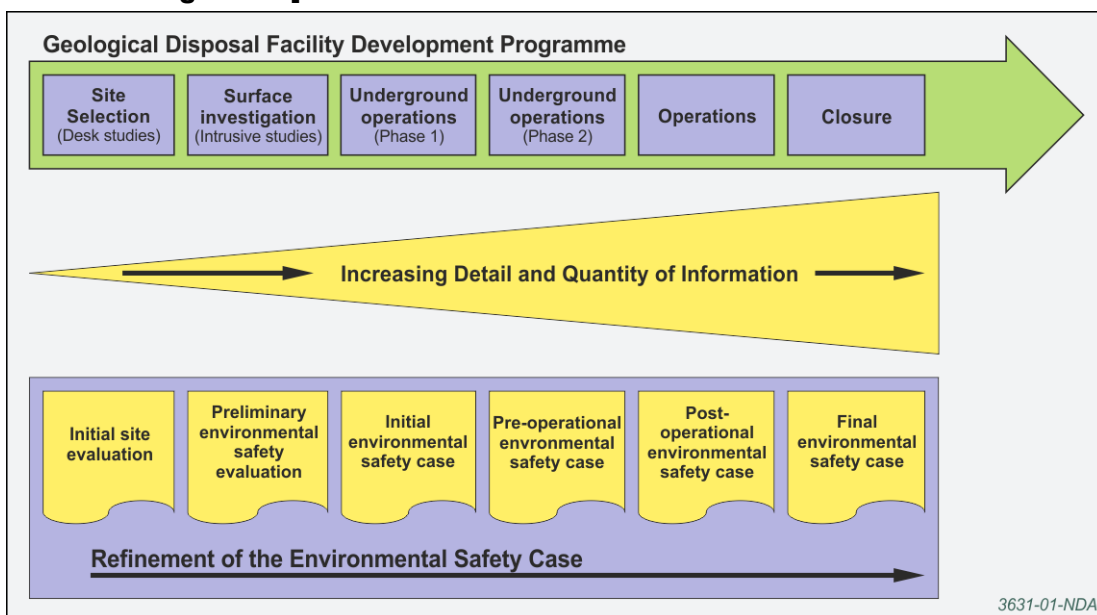 Geological Disposal Facility Development Programme
Site
Selection
(Desk studies)
Surface
investigation
(Intrusive studies)
Underground
operations
(Phase 1)
Underground
operations
(Phase 2)
Operations
Closure
Increasing Detail and Quantity of Information
Initial site
evaluation
Preliminary
environmental
safety
evaluation
Initial
environmental
safety case
Pre-operational
envronmental
safety case
Post-
operational
environmental
safety case
Final
environmental
safety case
Refinement of the Environmental Safety Case
3631-01-NDA